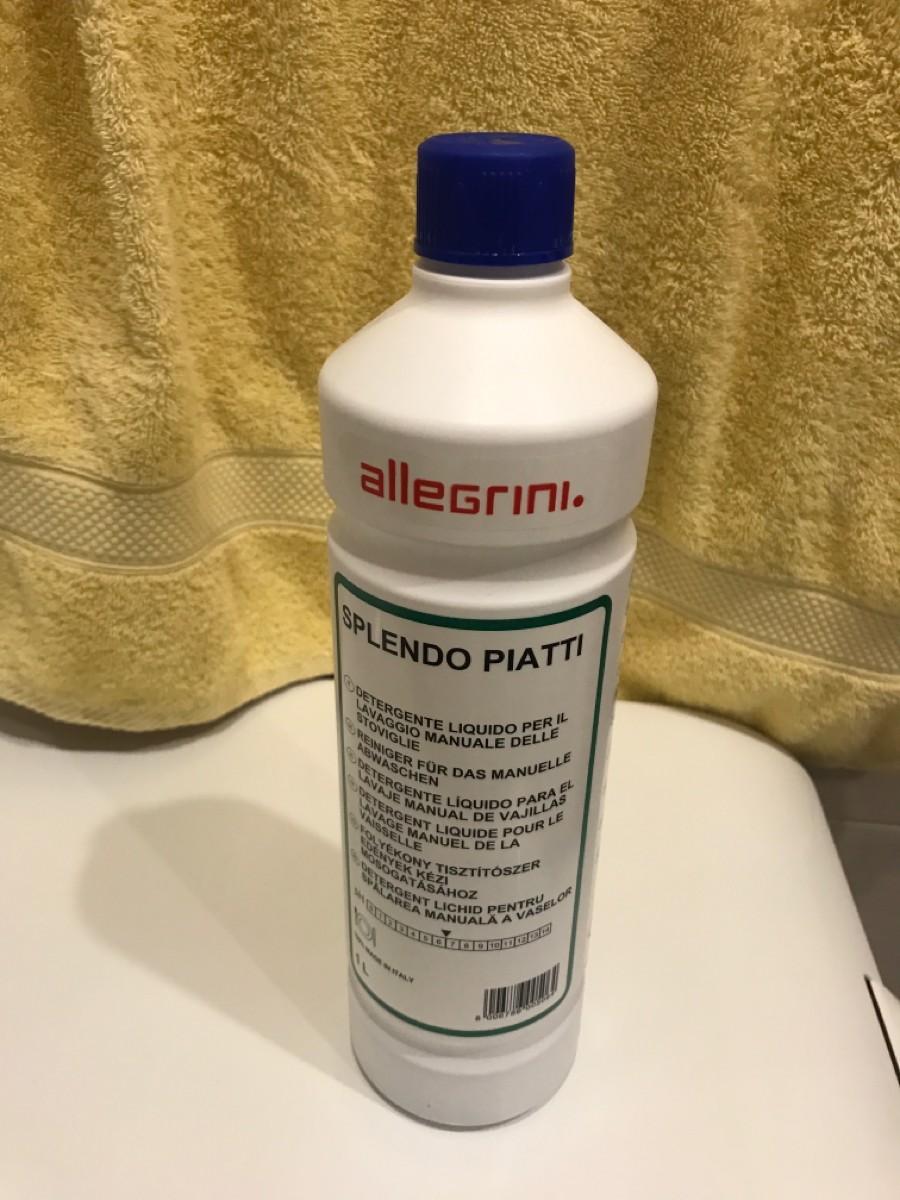 allegrini.
SPLENDO PIATTI
DETERGENTE LIQUIDO PER IL
LAVAGGIO MANUALE DELLE
STOVIGLIE
REINIGER FÜR DAS MANUELLE
ABWASCHEN
DETERGENTE LÍQUIDO PARA EL
LAVAJE MANUAL DE VAJILLAS
DETERGENT LIQUIDE POUR LE
LAVAGE MANUEL DE LA
VAISSELLE
FOLYÉKONY TISZTÍTÓSZER
EDÉNYEK KÉZI
MOSOGATÁSÁHOZ
DETERGENT LICHID PENTRU
SPĂLAREA MANUALĂ A VASELOR
pH 0 1 2 3 4 5 6 7 8 9 10 11 12 13 14
MADE IN ITALY
1 L